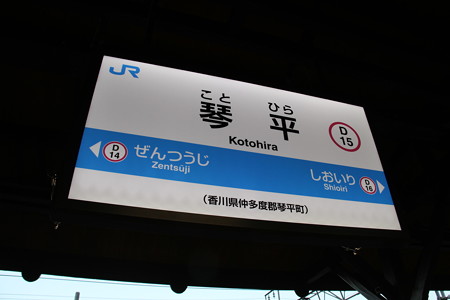 JR
こと ひら
琴平
Kotohira
D
15
D
14
ぜんつうじ
Zentsūji
しおいり
Shioiri
D
16
(香川県仲多度郡琴平町)